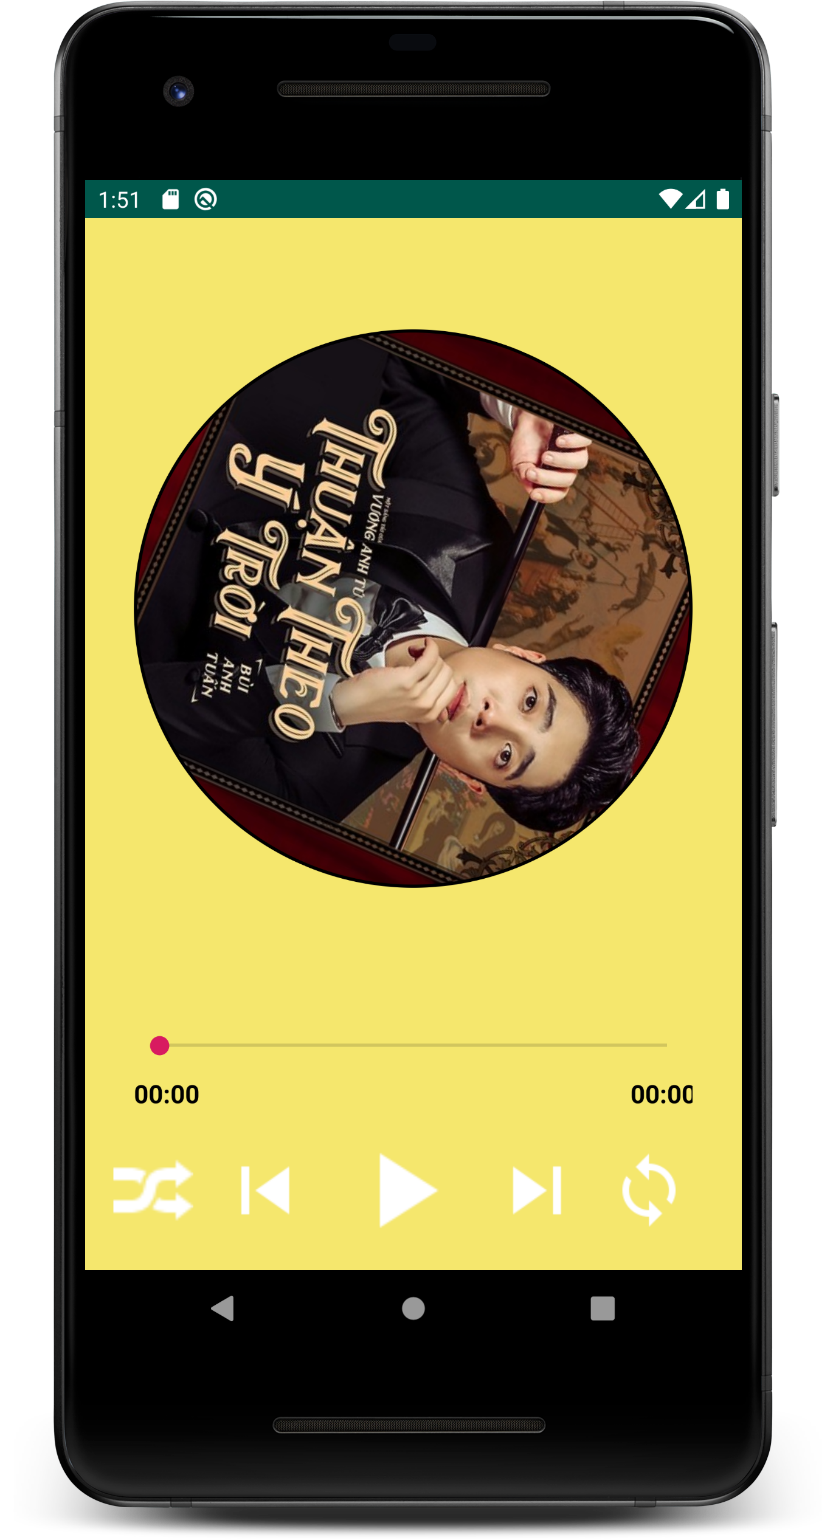 1:51
THUẬN THEO
Ý TRỜI
VƯƠNG ANH TÚ
BÙI
ANH
TUẤN
00:00
00:00